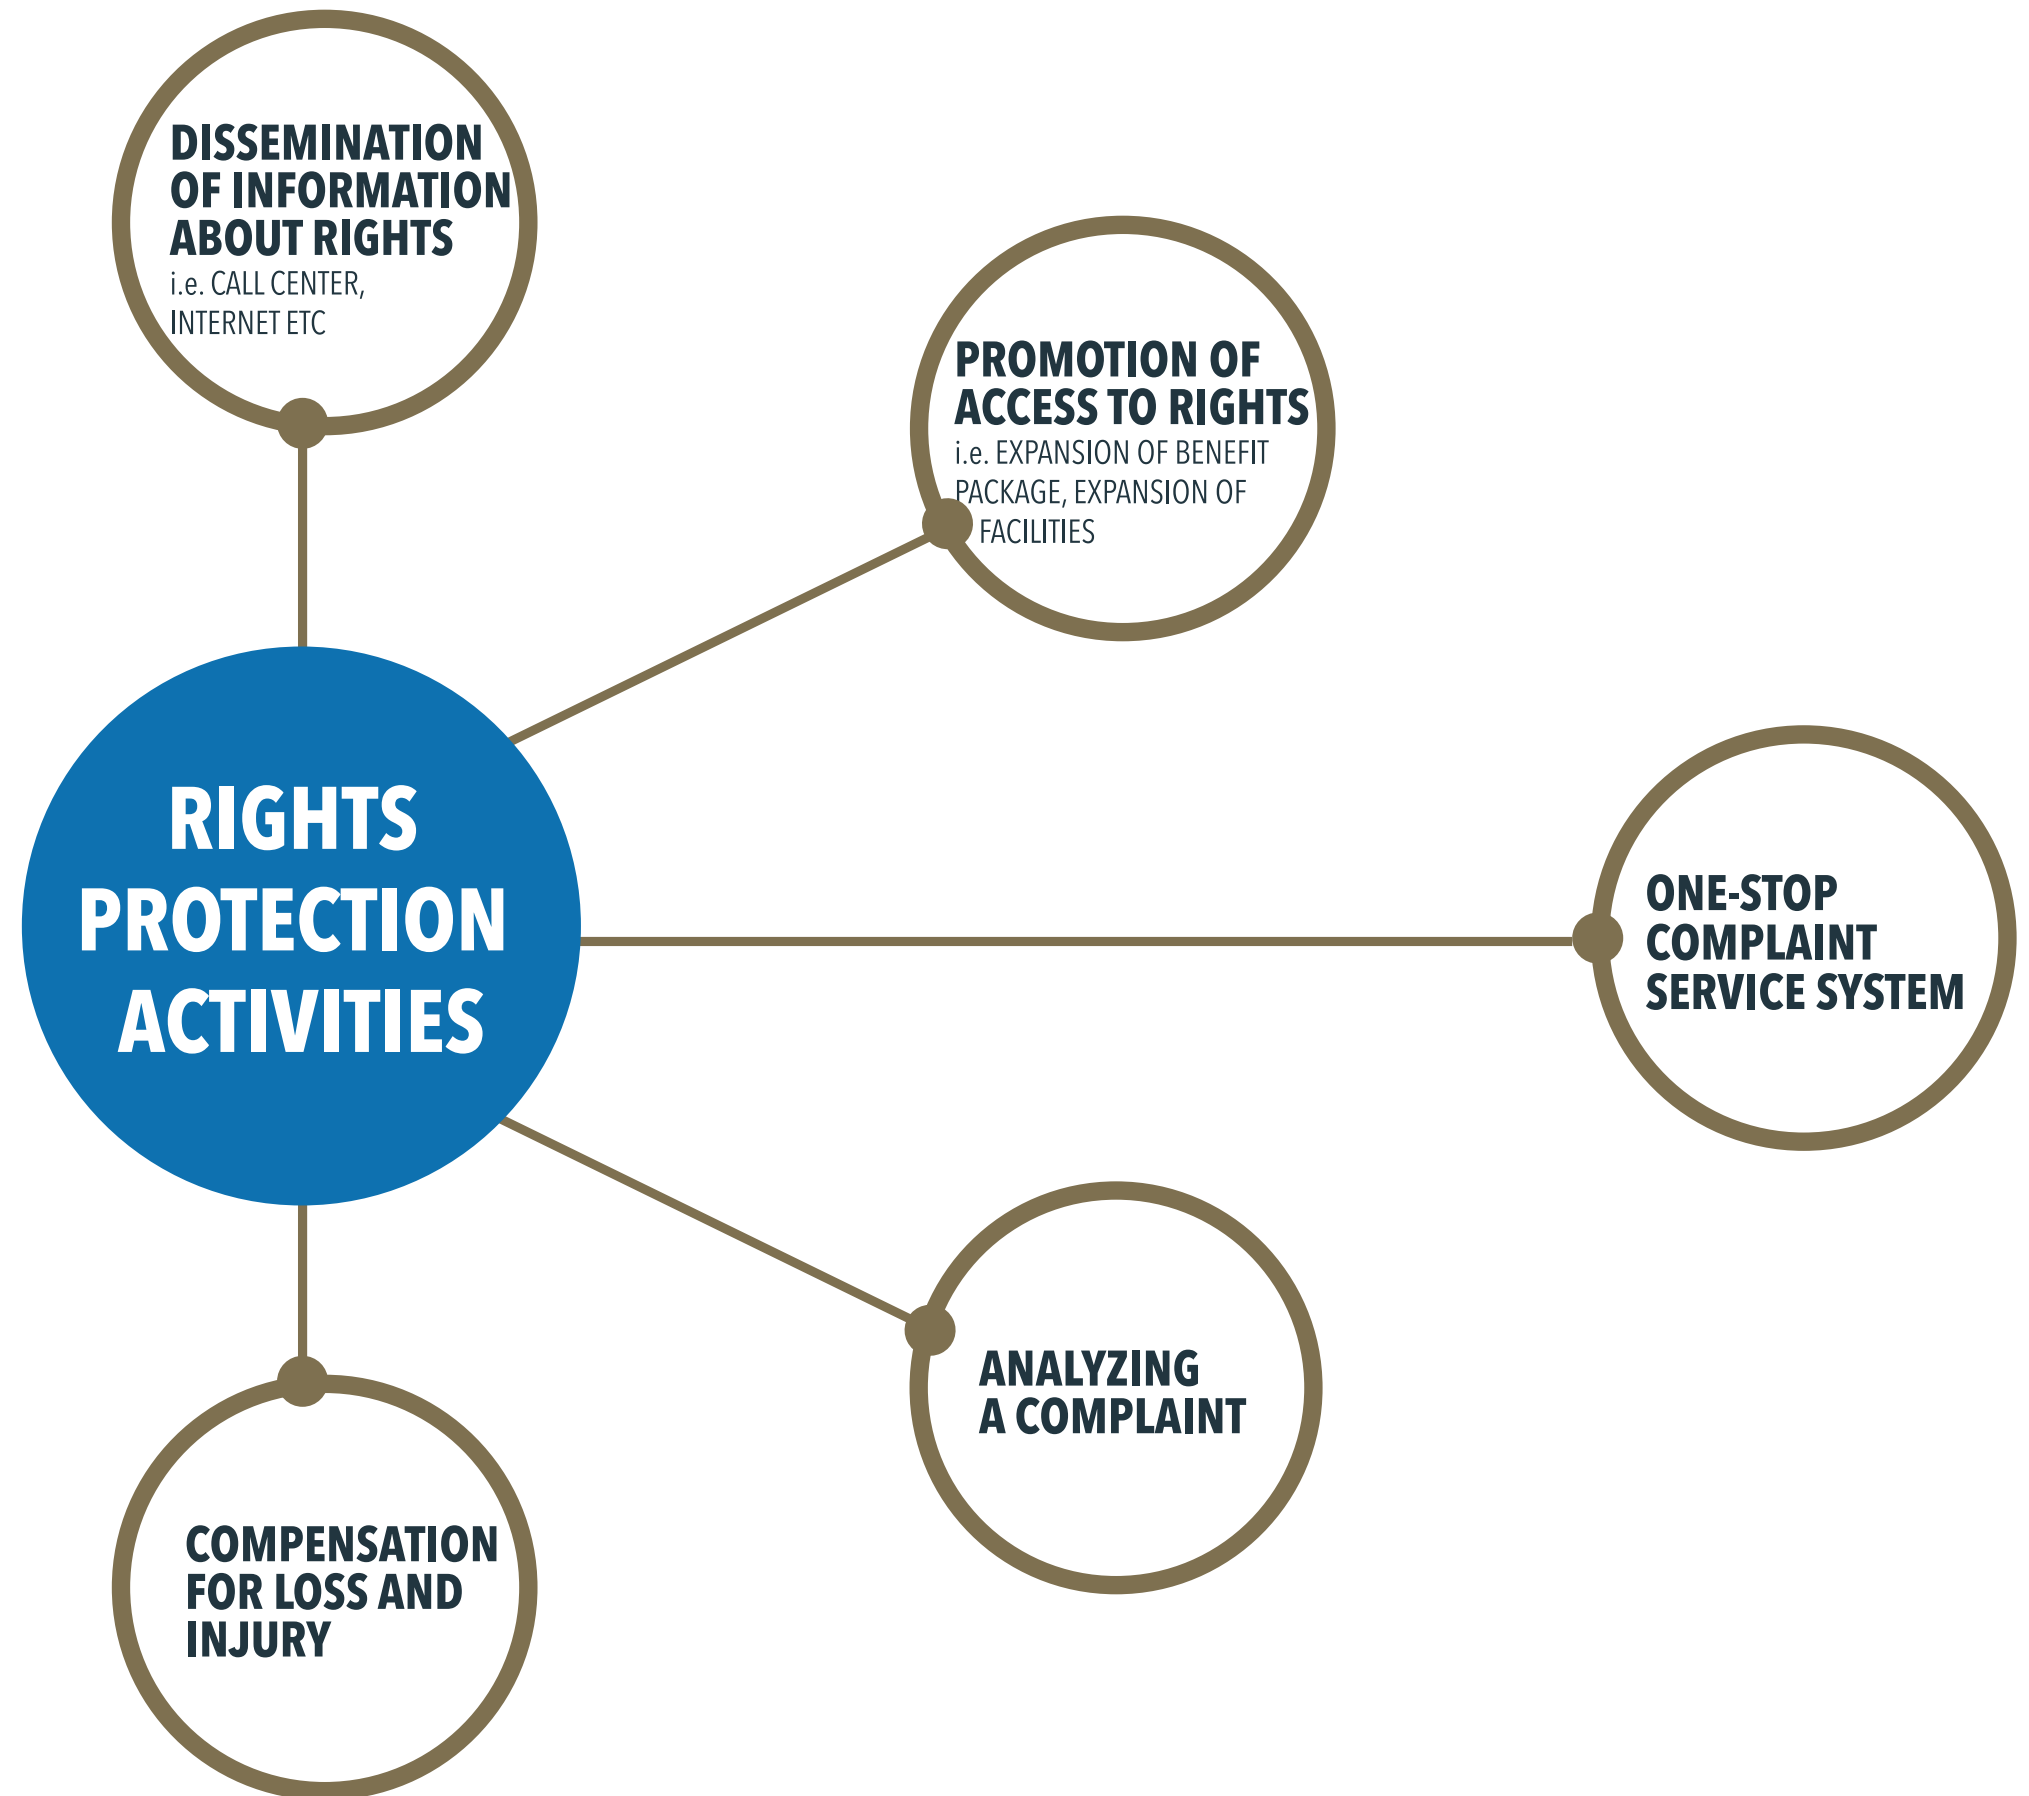 DISSEMINATION
OF INFORMATION
ABOUT RIGHTS
i.e. CALL CENTER,
INTERNET ETC
PROMOTION OF
ACCESS TO RIGHTS
i.e. EXPANSION OF BENEFIT
PACKAGE, EXPANSION OF
FACILITIES
RIGHTS
PROTECTION
ACTIVITIES
ONE-STOP
COMPLAINT
SERVICE SYSTEM
ANALYZING
A COMPLAINT
COMPENSATION
FOR LOSS AND
INJURY